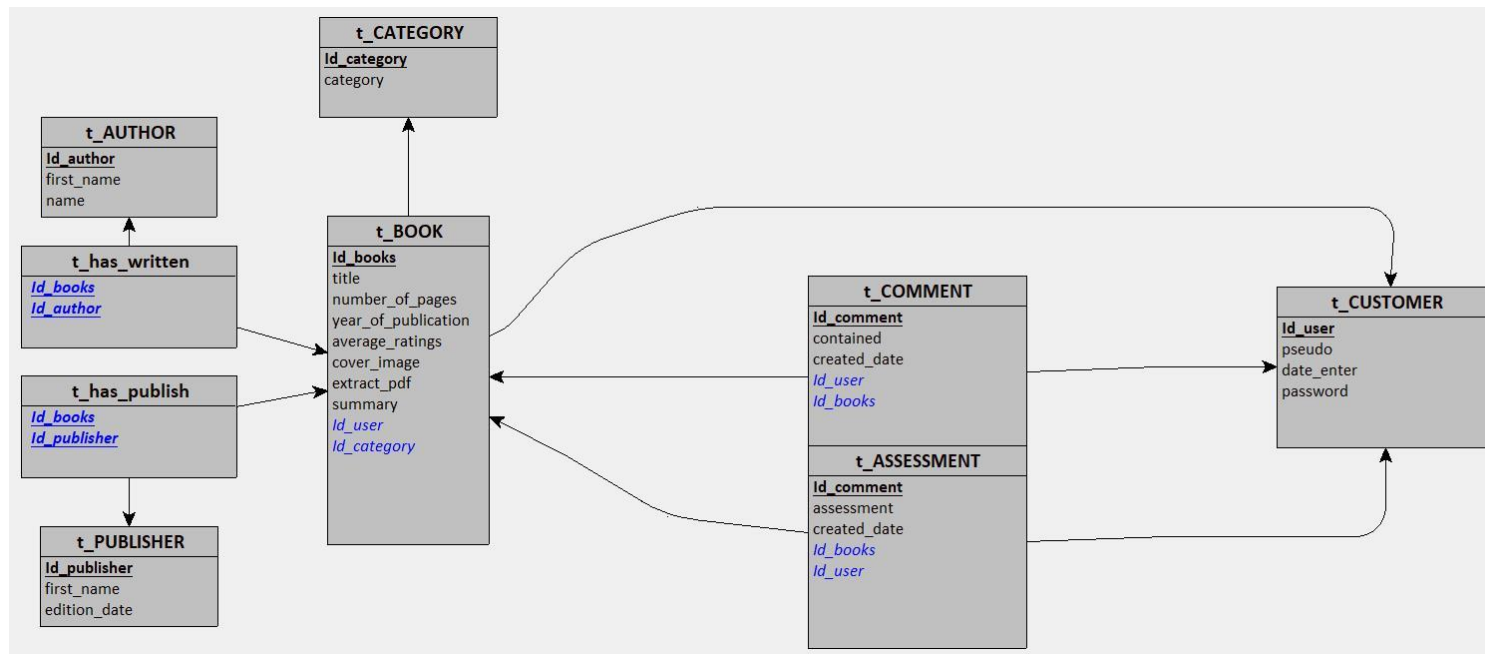 t_CATEGORY
Id_category
category
t_AUTHOR
Id_author
first_name
name
t_has_written
Id_books
Id_author
t_has_publish
Id_books
Id_publisher
t_PUBLISHER
Id_publisher
first_name
edition_date
t_BOOK
Id_books
title
number_of_pages
year_of_publication
average_ratings
cover_image
extract_pdf
summary
Id_user
Id_category
t_COMMENT
Id_comment
contained
created_date
Id_user
Id_books
t_ASSESSMENT
Id_comment
assessment
created_date
Id_books
Id_user
t_CUSTOMER
Id_user
pseudo
date_enter
password